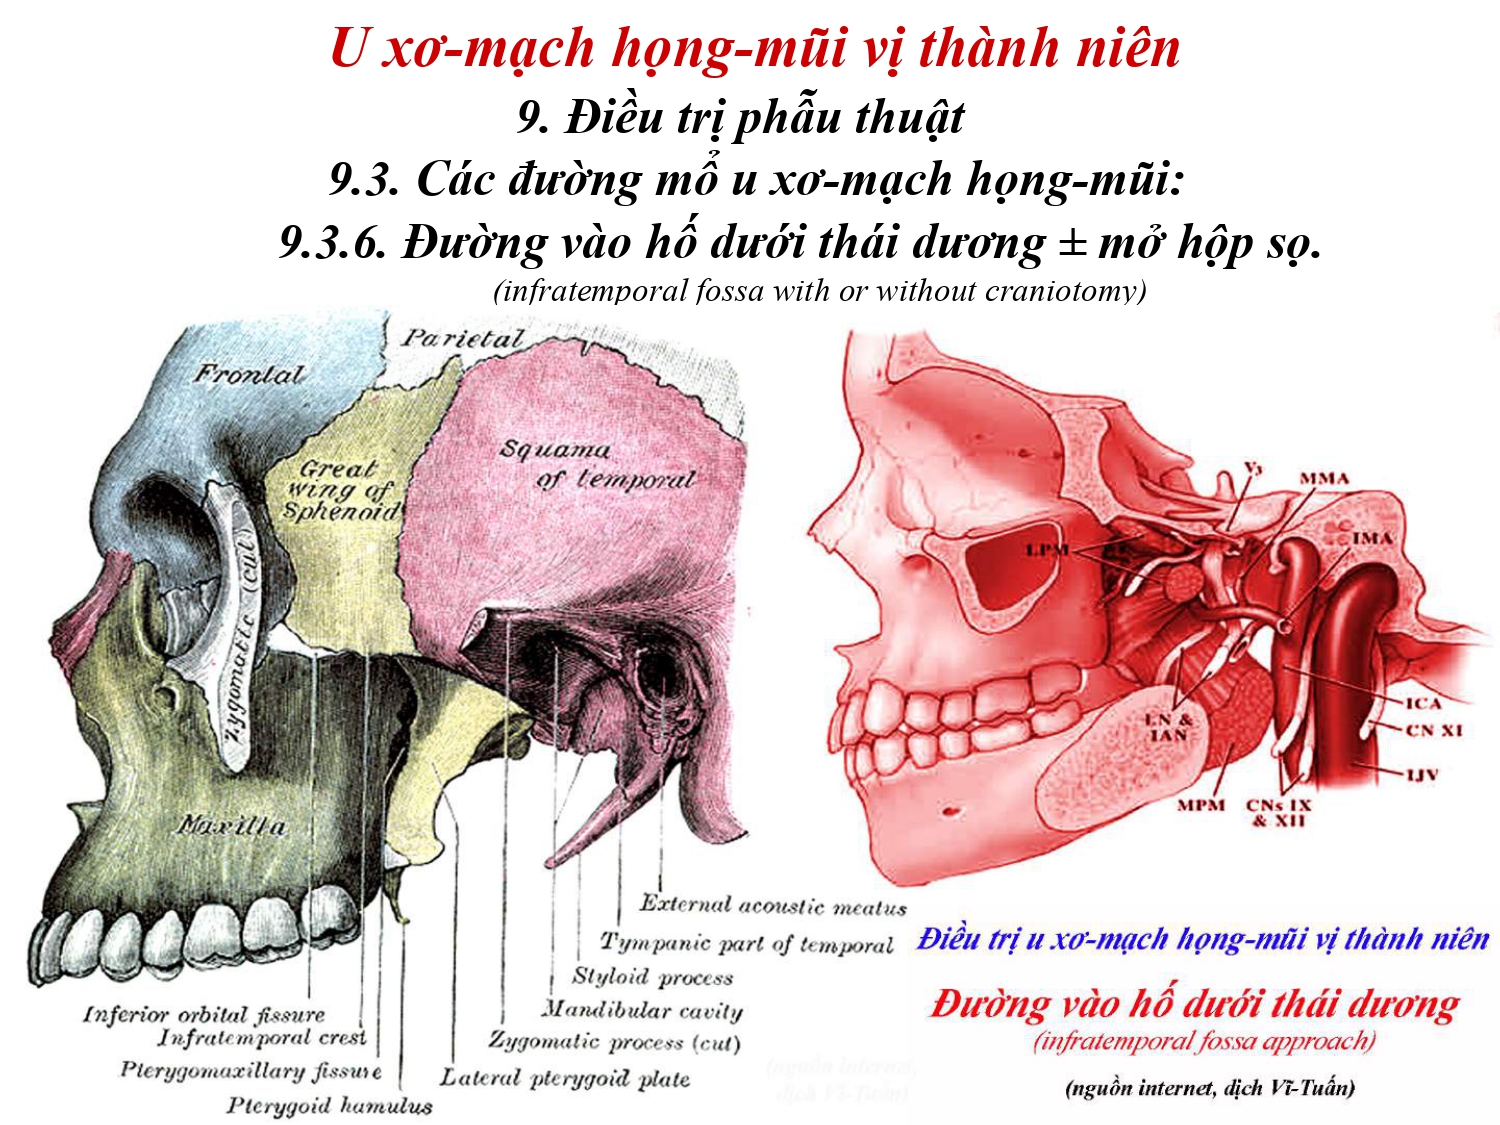 U xơ-mạch họng-mũi vị thành niên
9. Điều trị phẫu thuật
9.3. Các đường mổ u xơ-mạch họng-mũi:
9.3.6. Đường vào hố dưới thái dương ± mở hộp sọ.
(infratemporal fossa with or without craniotomy)
Parietal
Frontal
Squama
of temporal
Great
wing of
Sphenoid
Zygomatic (cut)
Maxilla
External acoustic meatus
Tympanic part of temporal
Styloid process
Mandibular cavity
Zygomatic process (cut)
Lateral pterygoid plate
Inferior orbital fissure
Infratemporal crest
Pterygomaxillary fissure
Pterygoid hamulus
V3
MMA
IMA
LPM
LN &
IAN
ICA
CN XI
IJV
MPM
CNs IX
& XII
Điều trị u xơ-mạch họng-mũi vị thành niên
Đường vào hố dưới thái dương
(infratemporal fossa approach)
(nguồn internet, dịch Vĩ-Tuấn)
(nguồn internet,
dịch Vĩ-Tuấn)